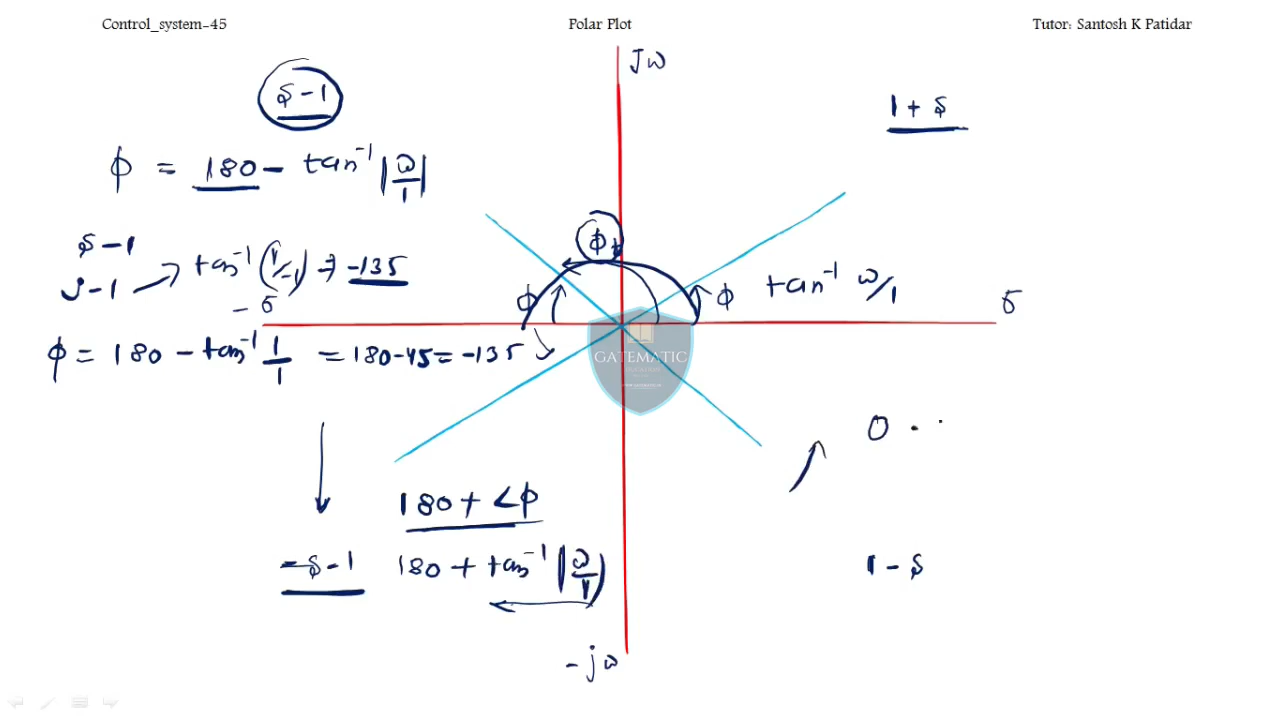 Control_system-45
Polar Plot
Tutor: Santosh K Patidar
Jω
s-1
1 + s
ϕ = 180 - tan⁻¹ |ω/1|
s-1
j-1 tan⁻¹ (1/-1) ⇒ -135
ϕ
ϕ
ϕ tan⁻¹ ω/1
-σ
σ
ϕ = 180 - tan⁻¹ 1/1 = 180-45 = -135
GATEMATIC
0 . .
180 + ∠ϕ
-s-1 180 + tan⁻¹ |ω/1|
1 - s
-jω